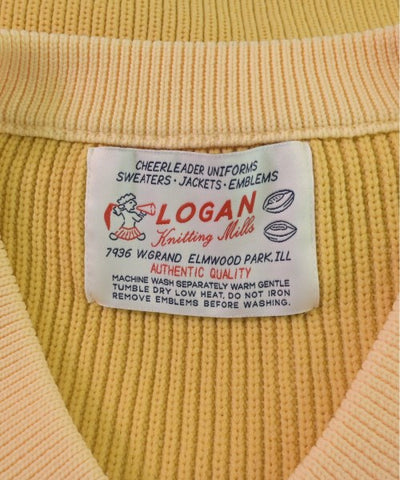 CHEERLEADER UNIFORMS
SWEATERS · JACKETS · EMBLEMS
LOGAN
Knitting Mills
7936 W.GRAND ELMWOOD PARK, ILL
AUTHENTIC QUALITY
MACHINE WASH SEPARATELY WARM GENTLE
TUMBLE DRY LOW HEAT, DO NOT IRON
REMOVE EMBLEMS BEFORE WASHING.